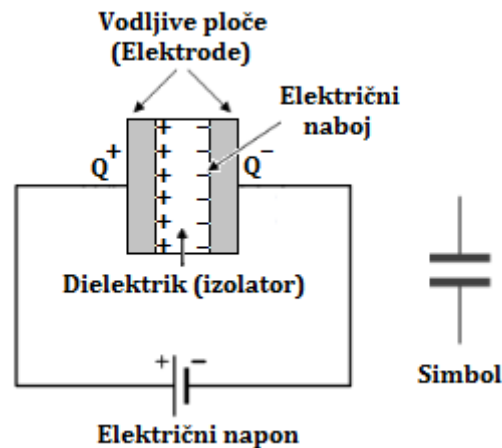 Vodljive ploče
(Elektrode)
Električni
naboj
Q+
Q−
+ −
+ −
+ −
+ −
+ −
+ −
Dielektrik (izolator)
+ −
Električni napon
Simbol